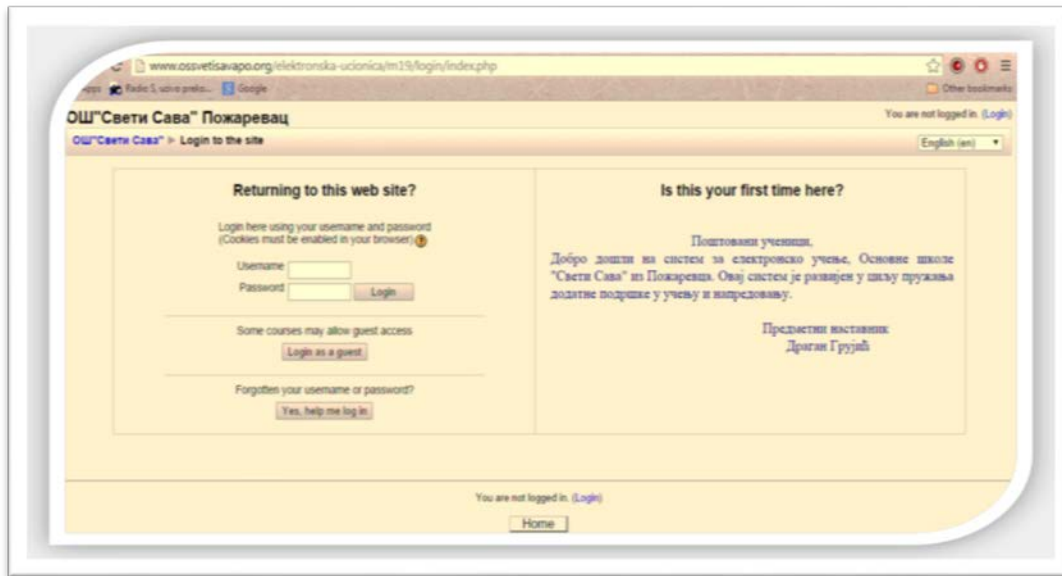 www.ossvetisavapo.org/elektronska-ucionica/m19/login/index.php
Radio S, uzivo preko... Google Other bookmarks
ОШ"Свети Сава" Пожаревац
You are not logged in. (Login)
ОШ"Свети Сава" ► Login to the site
English (en)
Returning to this web site?
Login here using your username and password
(Cookies must be enabled in your browser)
Username
Password
Login
Some courses may allow guest access
Login as a guest
Forgotten your username or password?
Yes, help me log in
Is this your first time here?
Поштовани ученици,
Добро дошли на систем за електронско учење, Основне школе
"Свети Сава" из Пожаревца. Овај систем је развијен у циљу пружања
додатне подршке у учењу и напредовању.
Предметни наставник
Драган Грујић
You are not logged in. (Login)
Home